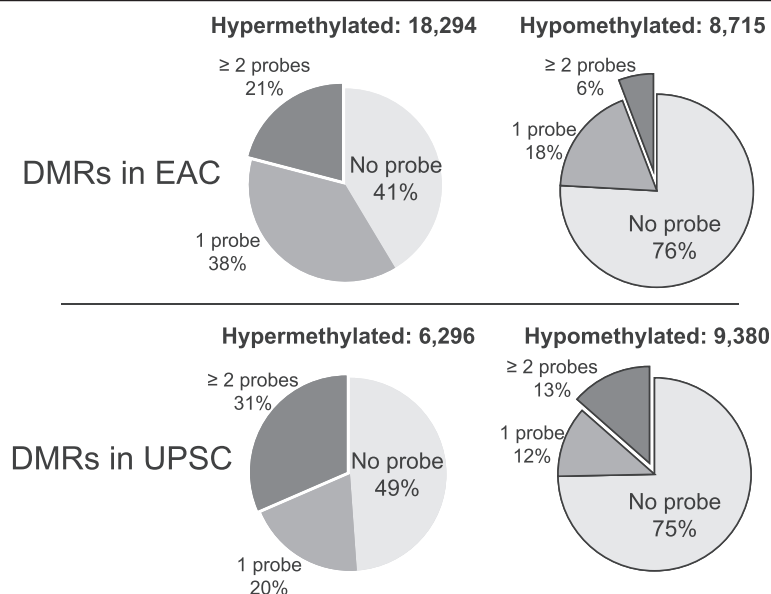 Hypermethylated: 18,294
Hypomethylated: 8,715
DMRs in EAC
≥ 2 probes
21%
No probe
41%
1 probe
38%
≥ 2 probes
6%
1 probe
18%
No probe
76%
Hypermethylated: 6,296
Hypomethylated: 9,380
DMRs in UPSC
≥ 2 probes
31%
No probe
49%
1 probe
20%
≥ 2 probes
13%
1 probe
12%
No probe
75%